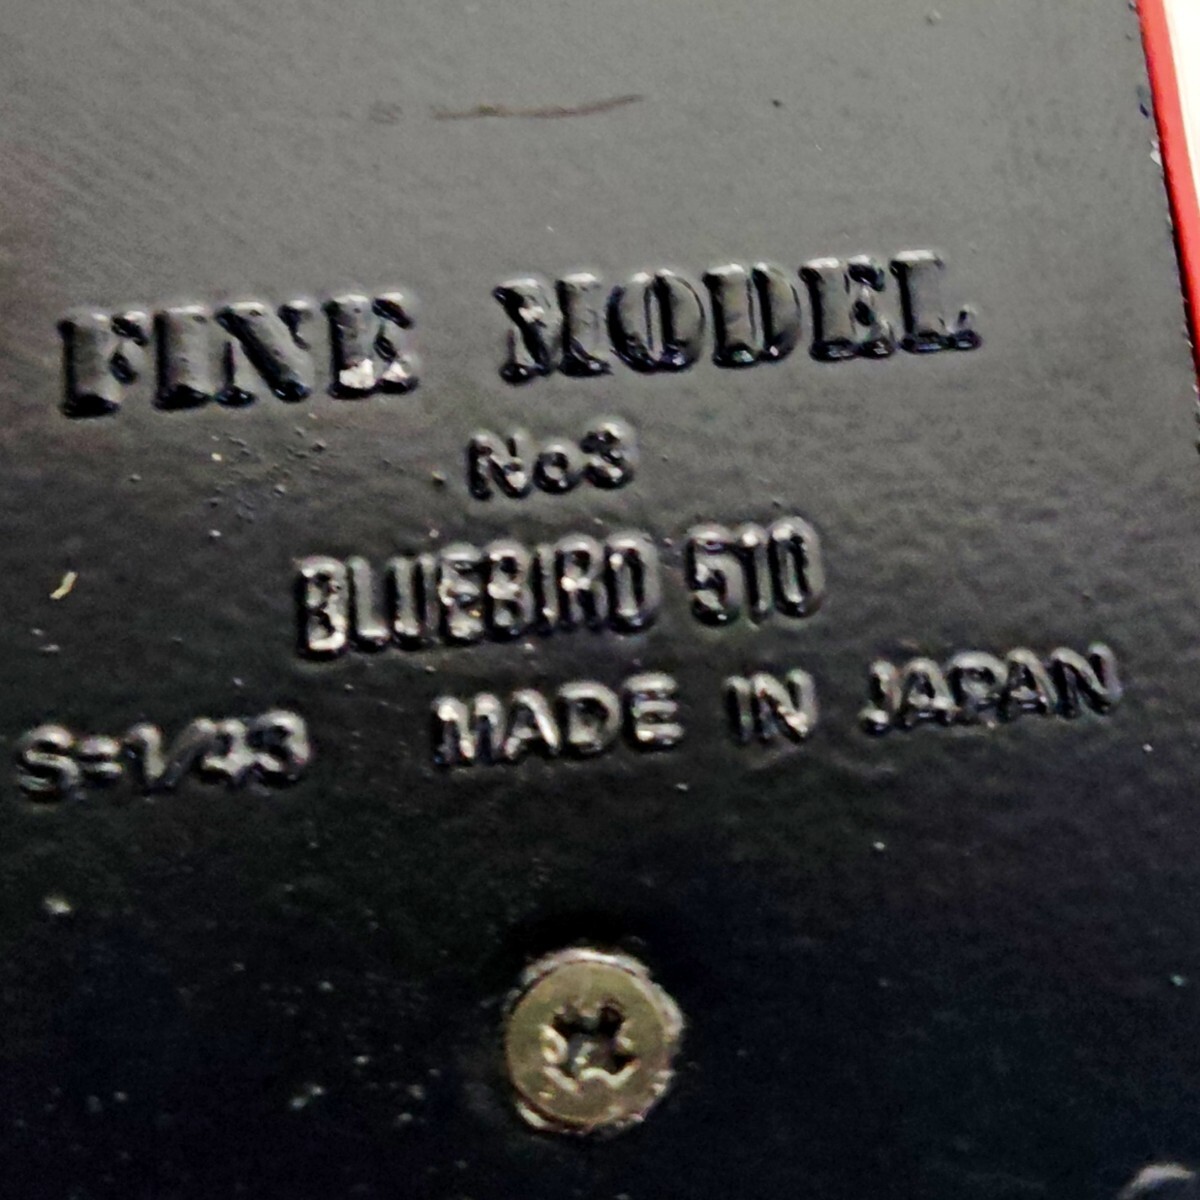 FINE MODEL
No3
BLUEBIRD 510
S=1/43 MADE IN JAPAN